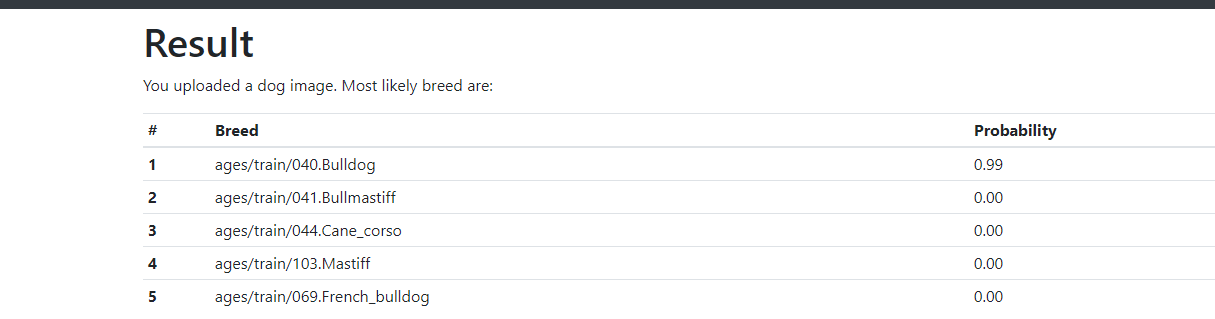 Result
You uploaded a dog image. Most likely breed are:
# Breed Probability
1 ages/train/040.Bulldog 0.99
2 ages/train/041.Bullmastiff 0.00
3 ages/train/044.Cane_corso 0.00
4 ages/train/103.Mastiff 0.00
5 ages/train/069.French_bulldog 0.00